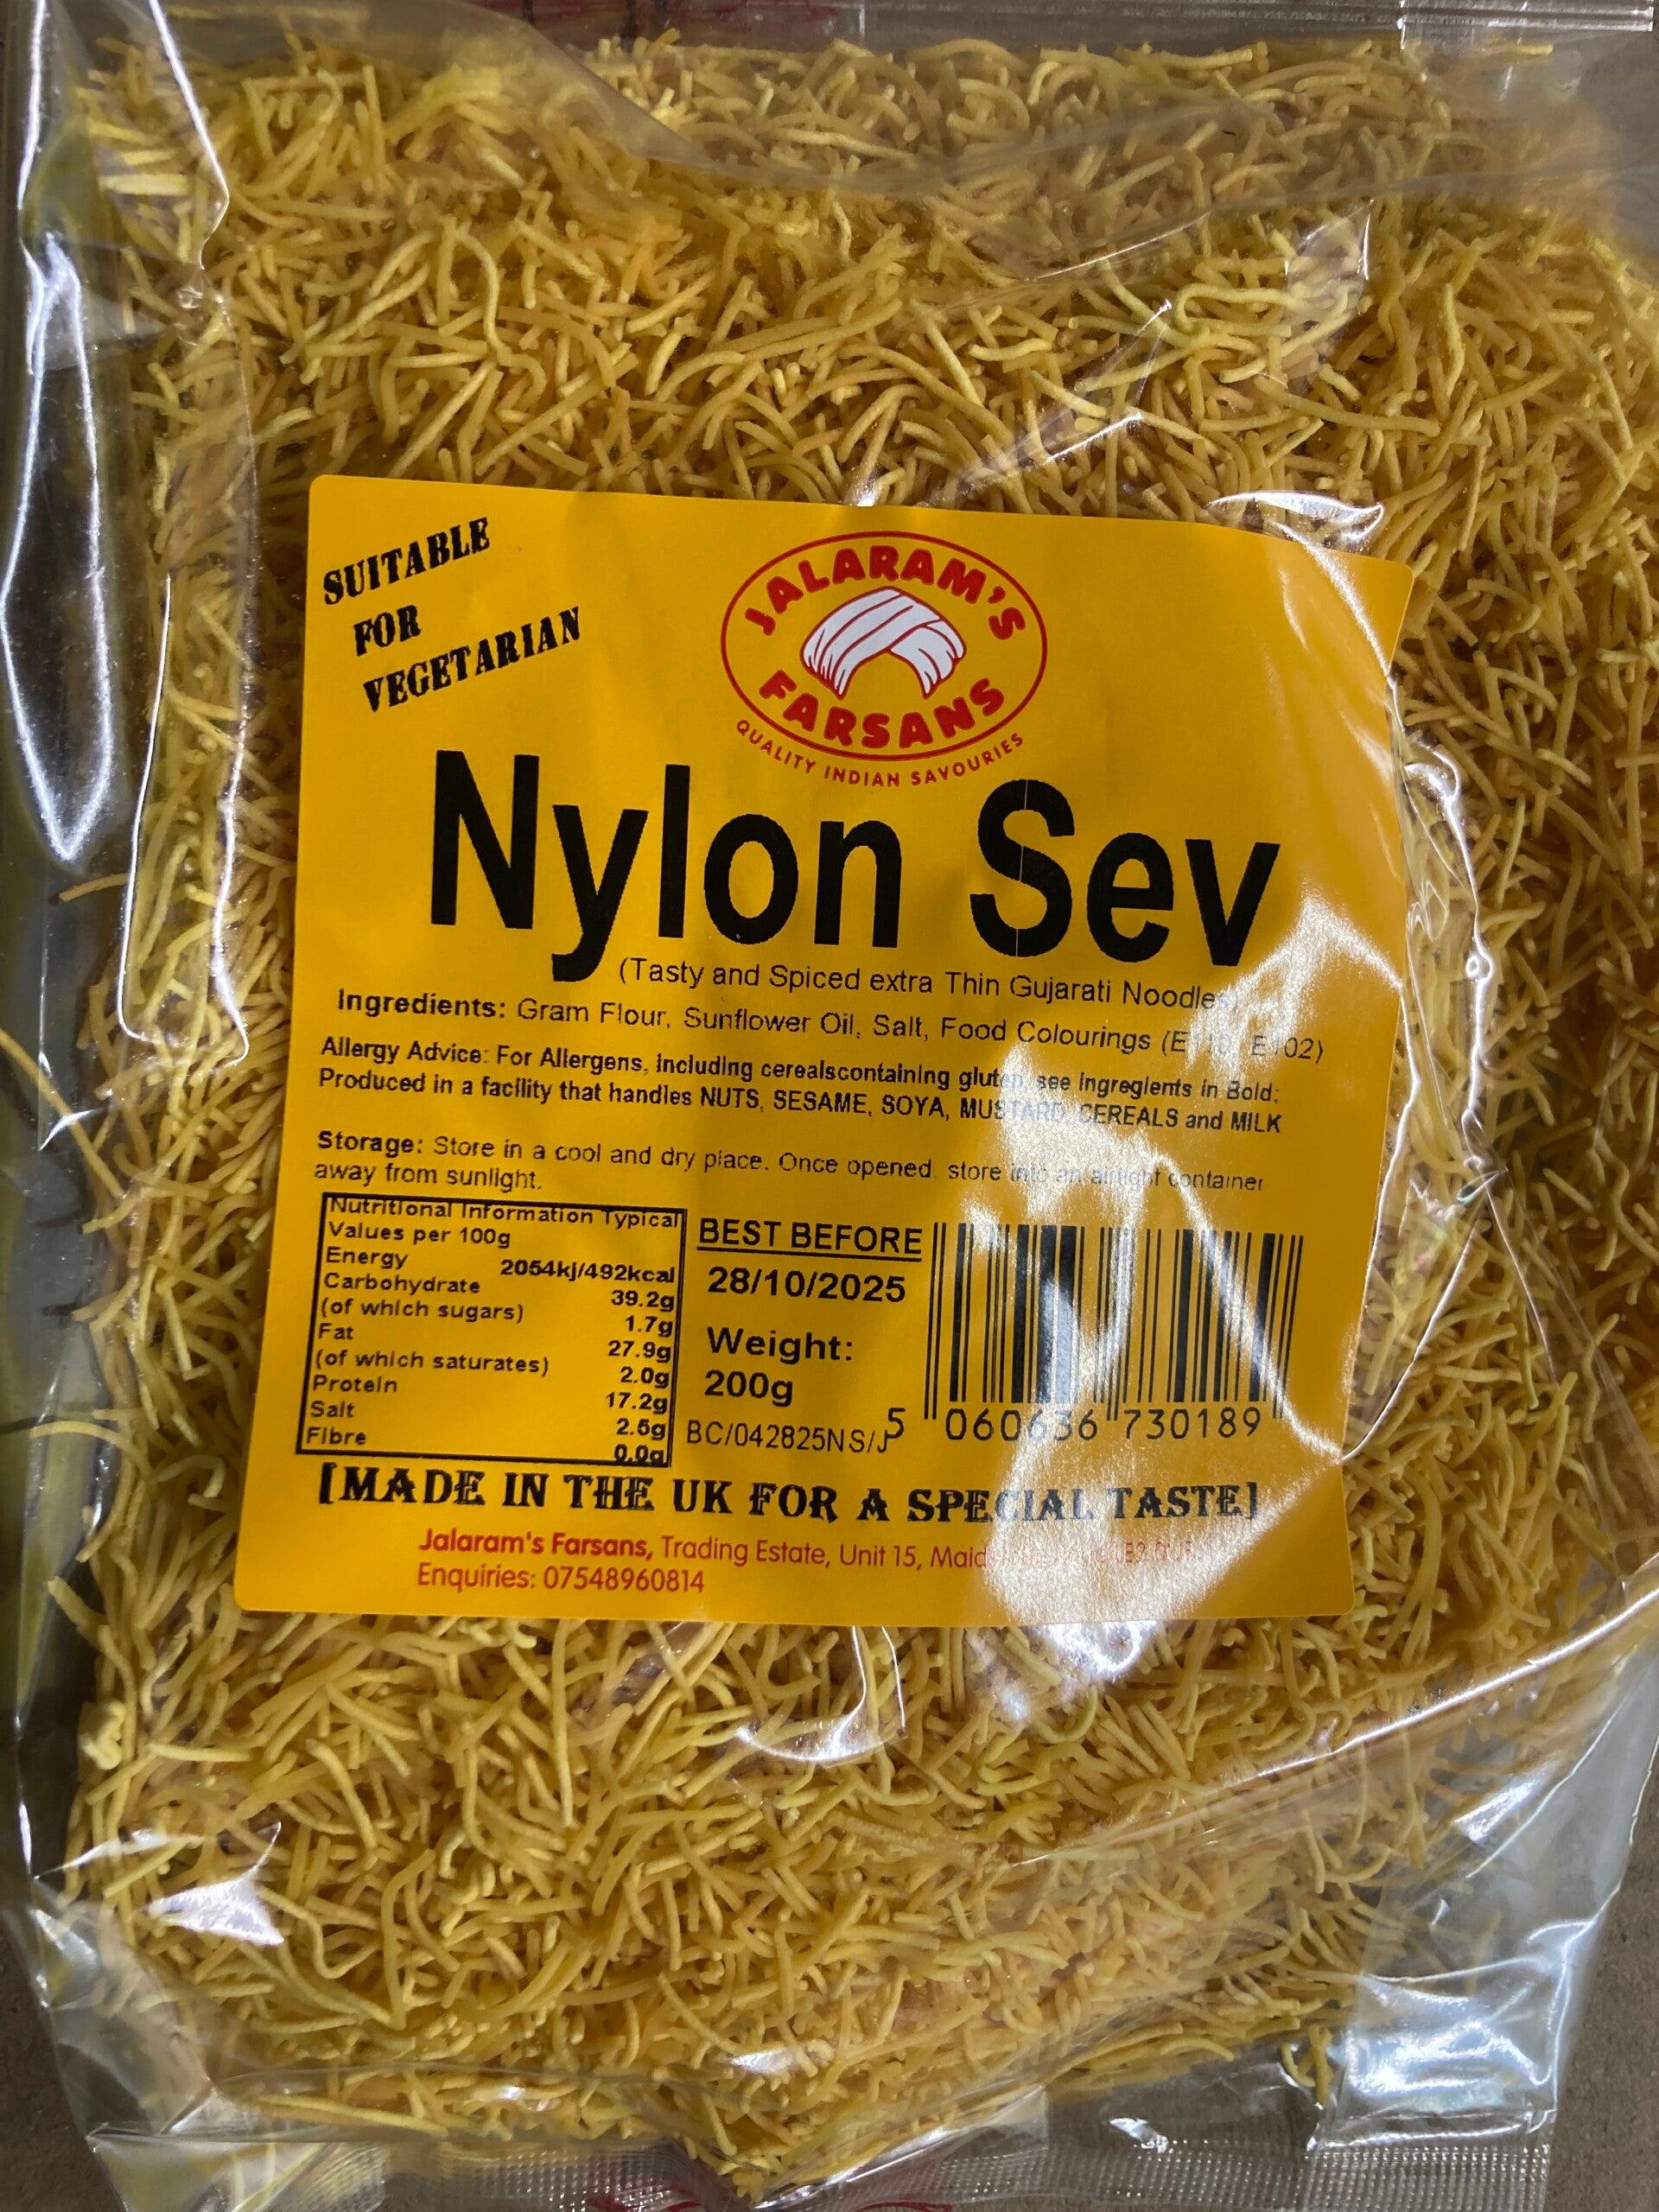 SUITABLE
FOR
VEGETARIAN
JALARAM'S
FARSANS
QUALITY INDIAN SAVOURIES
Nylon Sev
(Tasty and Spiced extra Thin Gujarati Noodles)
Ingredients: Gram Flour, Sunflower Oil, Salt, Food Colourings
Allergy Advice: For Allergens, including cerealscontaining gluten, see Ingregients in Bold;
Produced in a facility that handles NUTS, SESAME, SOYA, MUSTARD, CEREALS and MILK
Storage: Store in a cool and dry place. Once opened, store into an airtight container
away from sunlight.
Nutritional Information Typical
Values per 100g
Energy 2054kj/492kcal
Carbohydrate 39.2g
(of which sugars) 1.7g
Fat 27.9g
(of which saturates) 2.0g
Protein 17.2g
Salt 2.5g
Fibre 0.0g
BEST BEFORE
28/10/2025
Weight:
200g
BC/042825NS/J
5 060636 730189
[MADE IN THE UK FOR A SPECIAL TASTE]
Jalaram's Farsans, Trading Estate, Unit 15,
Enquiries: 07548960814